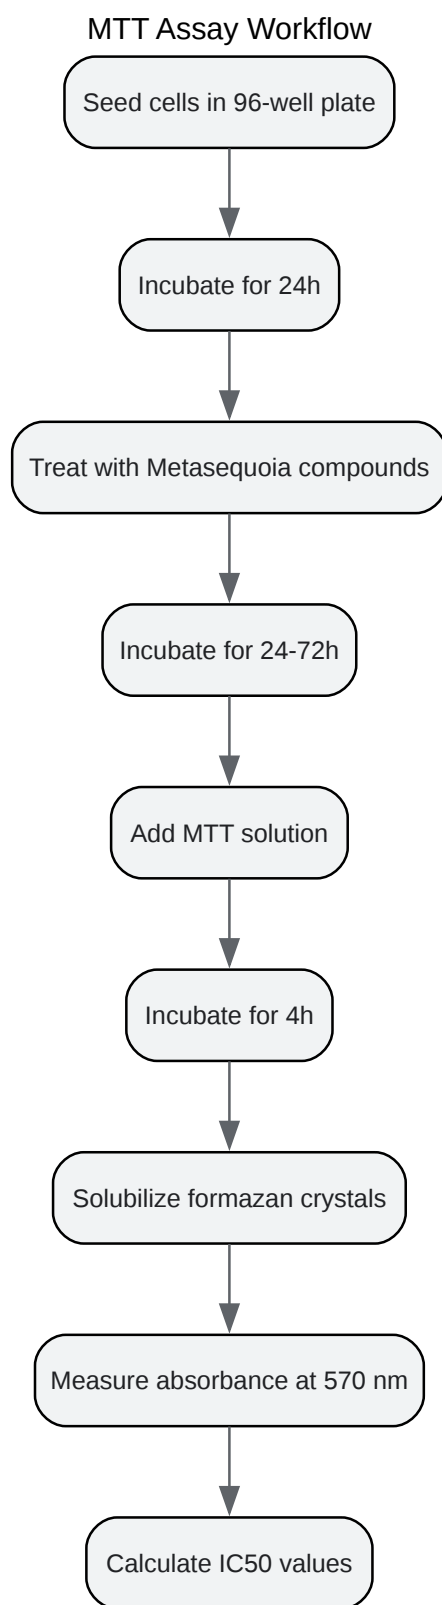 MTT Assay Workflow
Seed cells in 96-well plate
Incubate for 24h
Treat with Metasequoia compounds
Incubate for 24-72h
Add MTT solution
Incubate for 4h
Solubilize formazan crystals
Measure absorbance at 570 nm
Calculate IC50 values